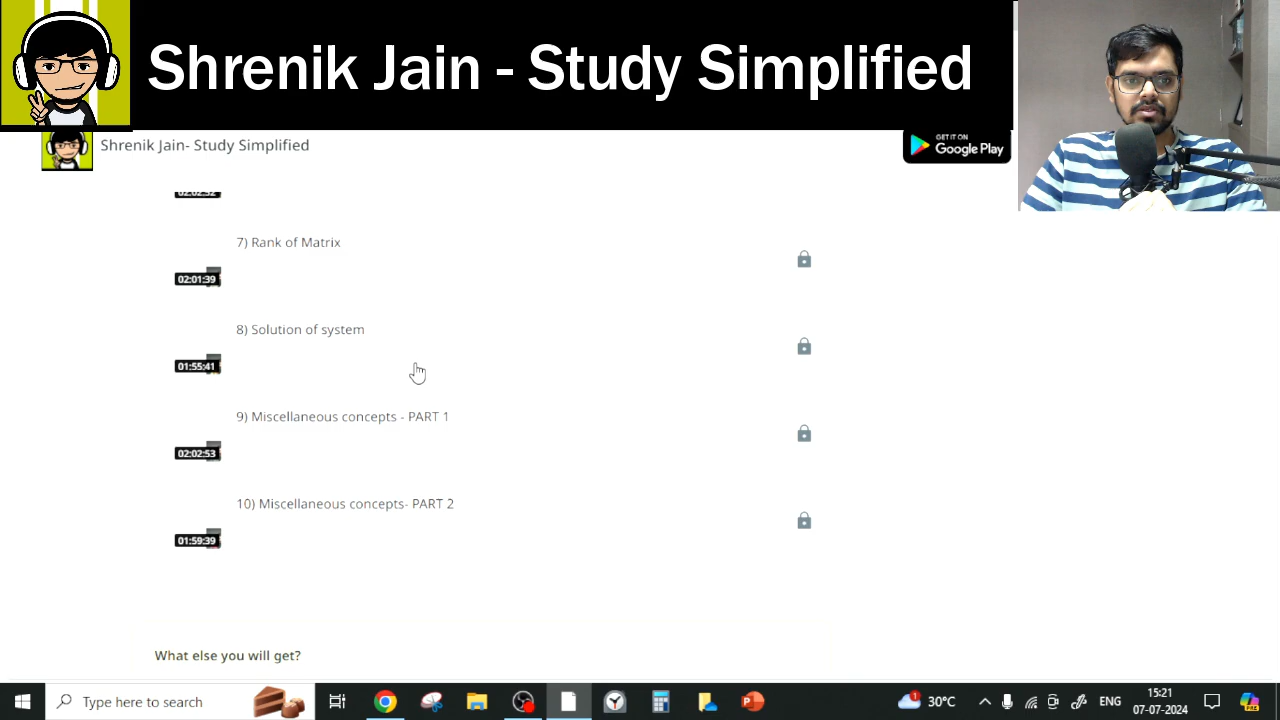 Shrenik Jain - Study Simplified
Shrenik Jain- Study Simplified
GET IT ON
Google Play
7) Rank of Matrix
02:01:39
8) Solution of system
01:55:41
9) Miscellaneous concepts - PART 1
02:02:53
10) Miscellaneous concepts- PART 2
01:59:39
What else you will get?
Type here to search
1
30°C
ENG
15:21
07-07-2024